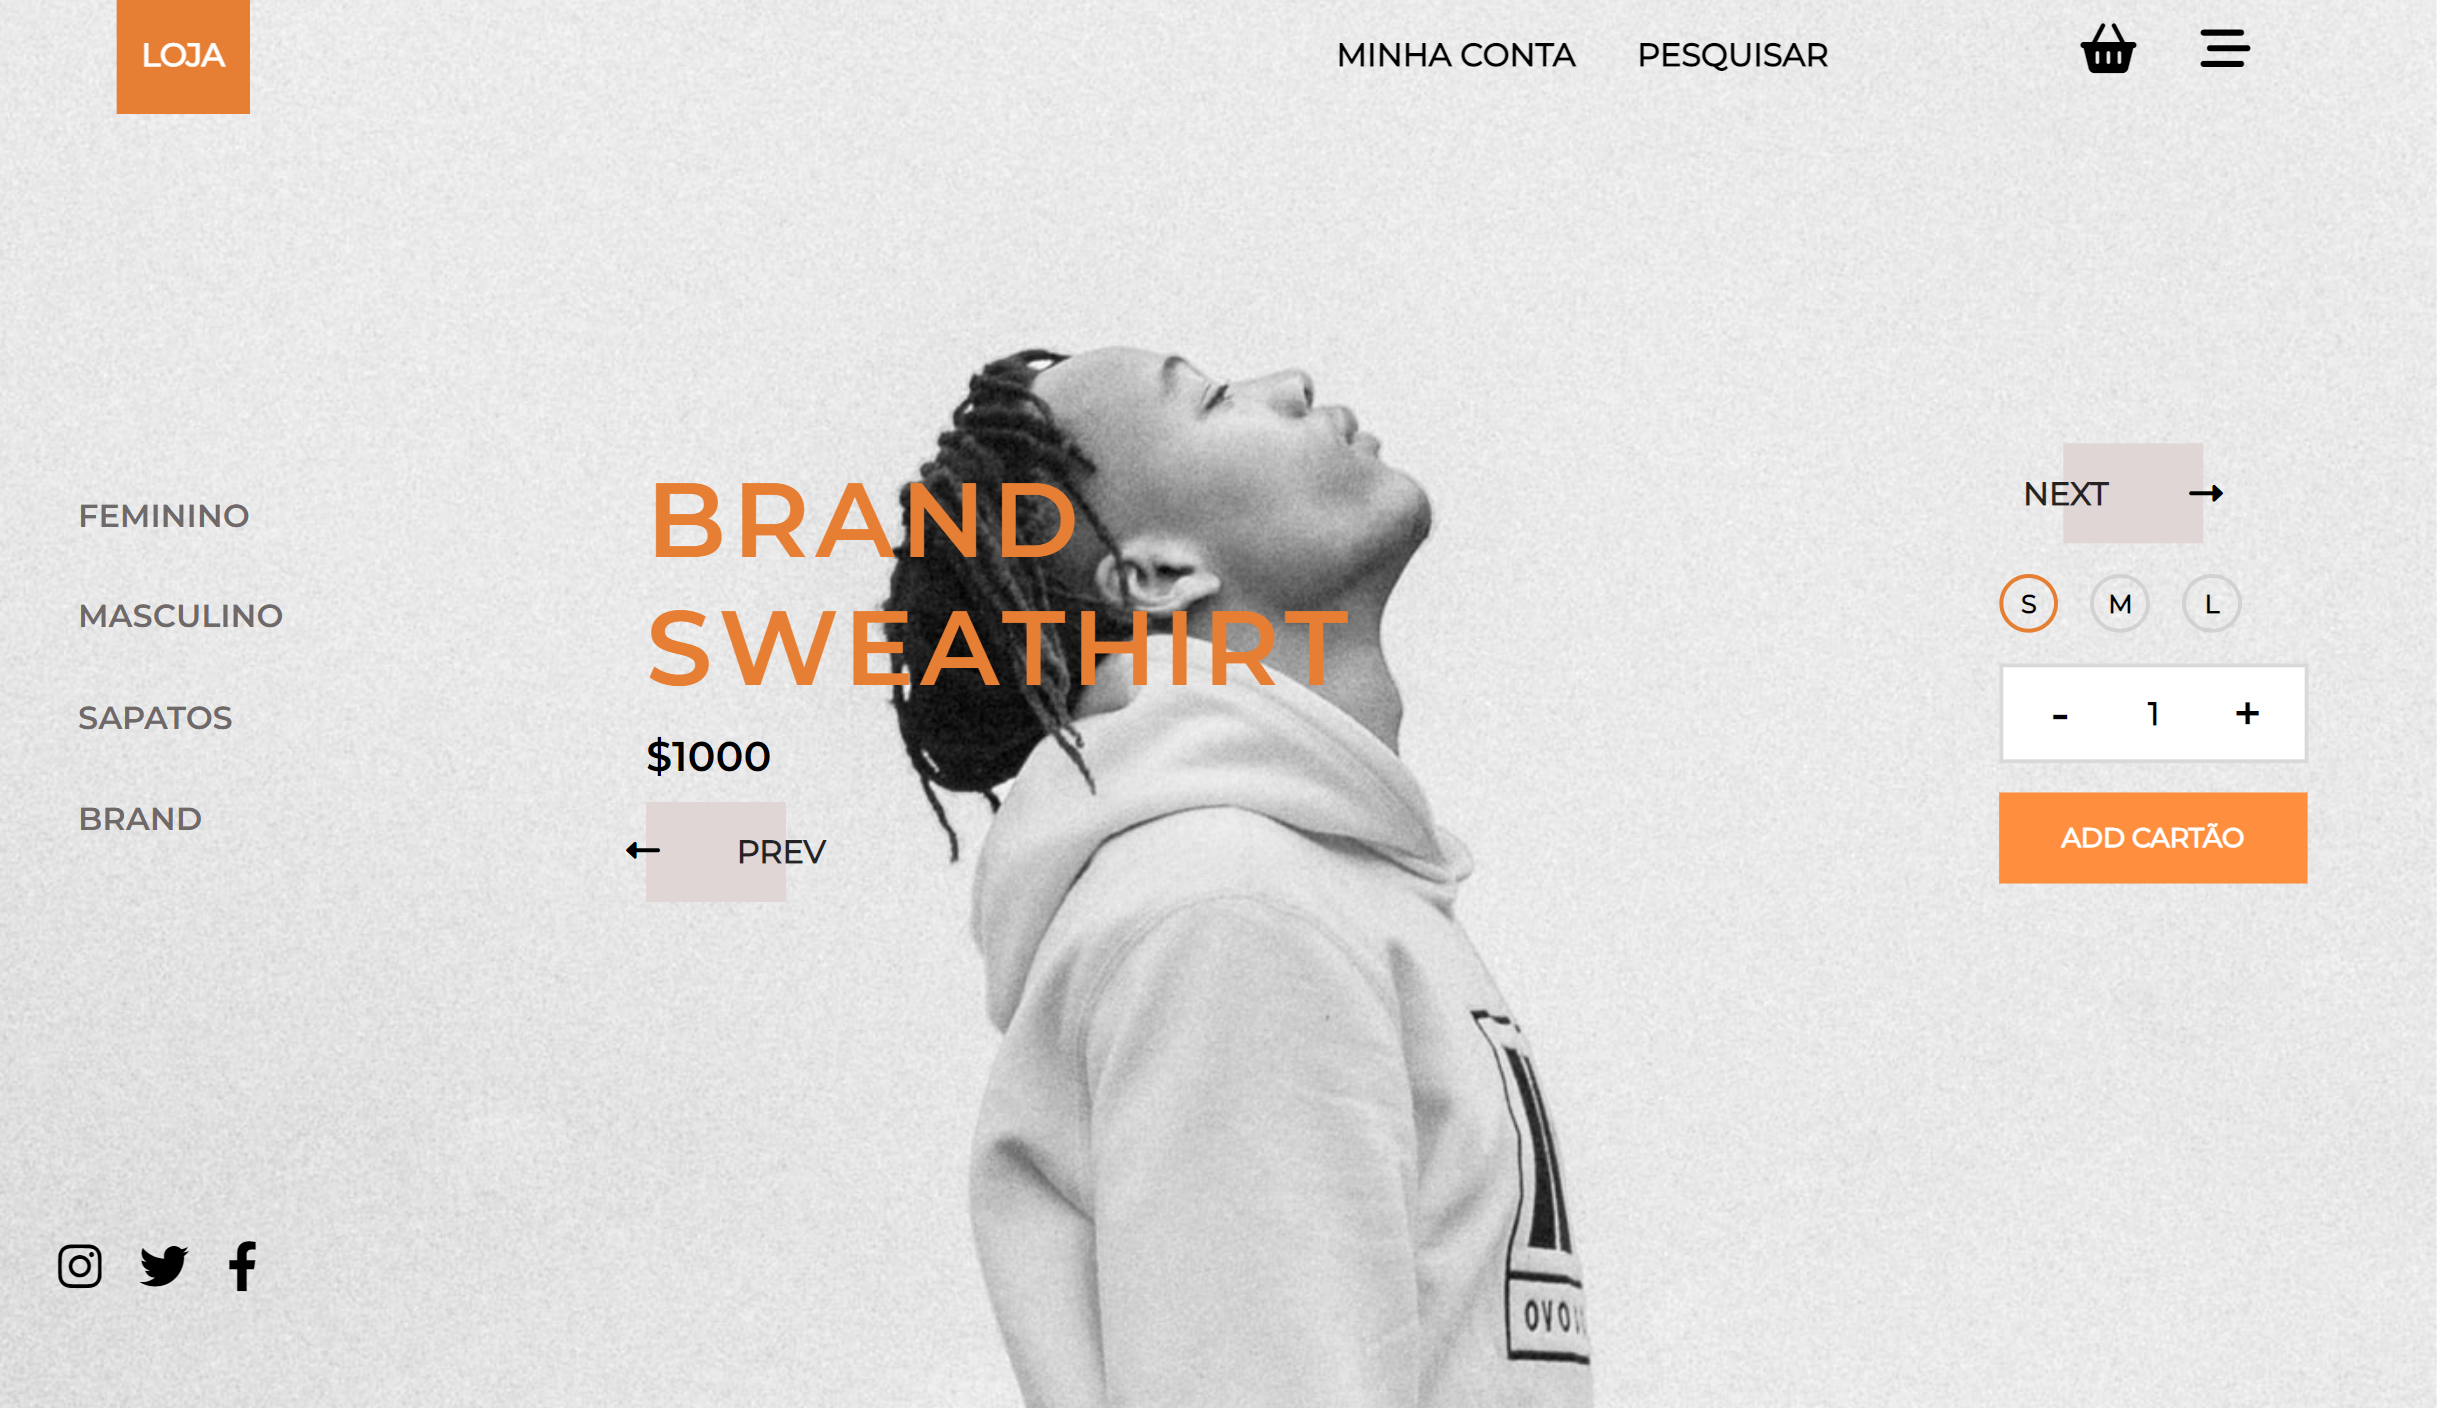 LOJA
MINHA CONTA
PESQUISAR
FEMININO
MASCULINO
SAPATOS
BRAND
BRAND
SWEATHIRT
$1000
PREV
NEXT
S M L
- 1 +
ADD CARTÃO